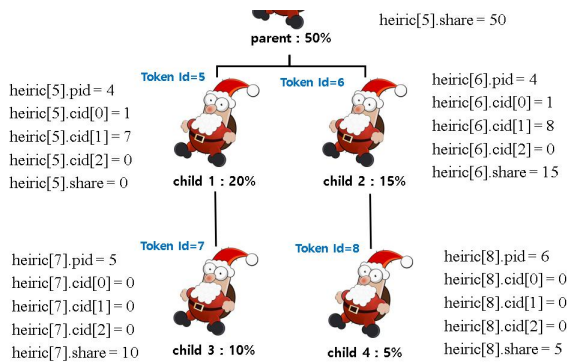 heiric[5].share = 50
parent : 50%
Token Id=5
Token Id=6
heiric[5].pid = 4
heiric[5].cid[0] = 1
heiric[5].cid[1] = 7
heiric[5].cid[2] = 0
heiric[5].share = 0
heiric[6].pid = 4
heiric[6].cid[0] = 1
heiric[6].cid[1] = 8
heiric[6].cid[2] = 0
heiric[6].share = 15
child 1 : 20%
child 2 : 15%
Token Id=7
Token Id=8
heiric[7].pid = 5
heiric[7].cid[0] = 0
heiric[7].cid[1] = 0
heiric[7].cid[2] = 0
heiric[7].share = 10
heiric[8].pid = 6
heiric[8].cid[0] = 0
heiric[8].cid[1] = 0
heiric[8].cid[2] = 0
heiric[8].share = 5
child 3 : 10%
child 4 : 5%